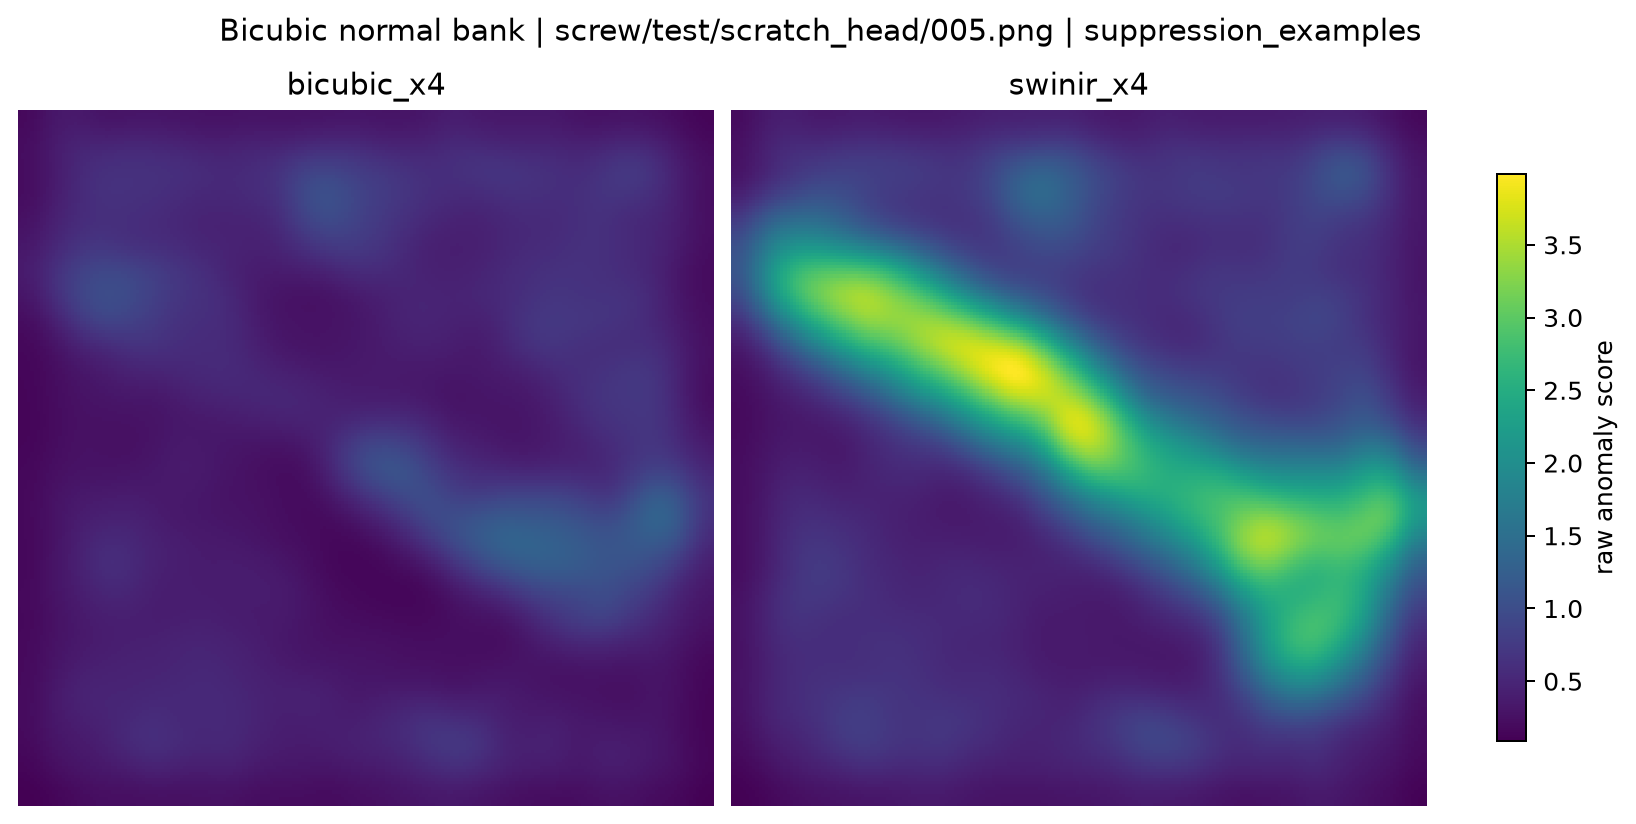 Bicubic normal bank | screw/test/scratch_head/005.png | suppression_examples
bicubic_x4
swinir_x4
3.5
3.0
2.5
2.0
1.5
1.0
0.5
raw anomaly score